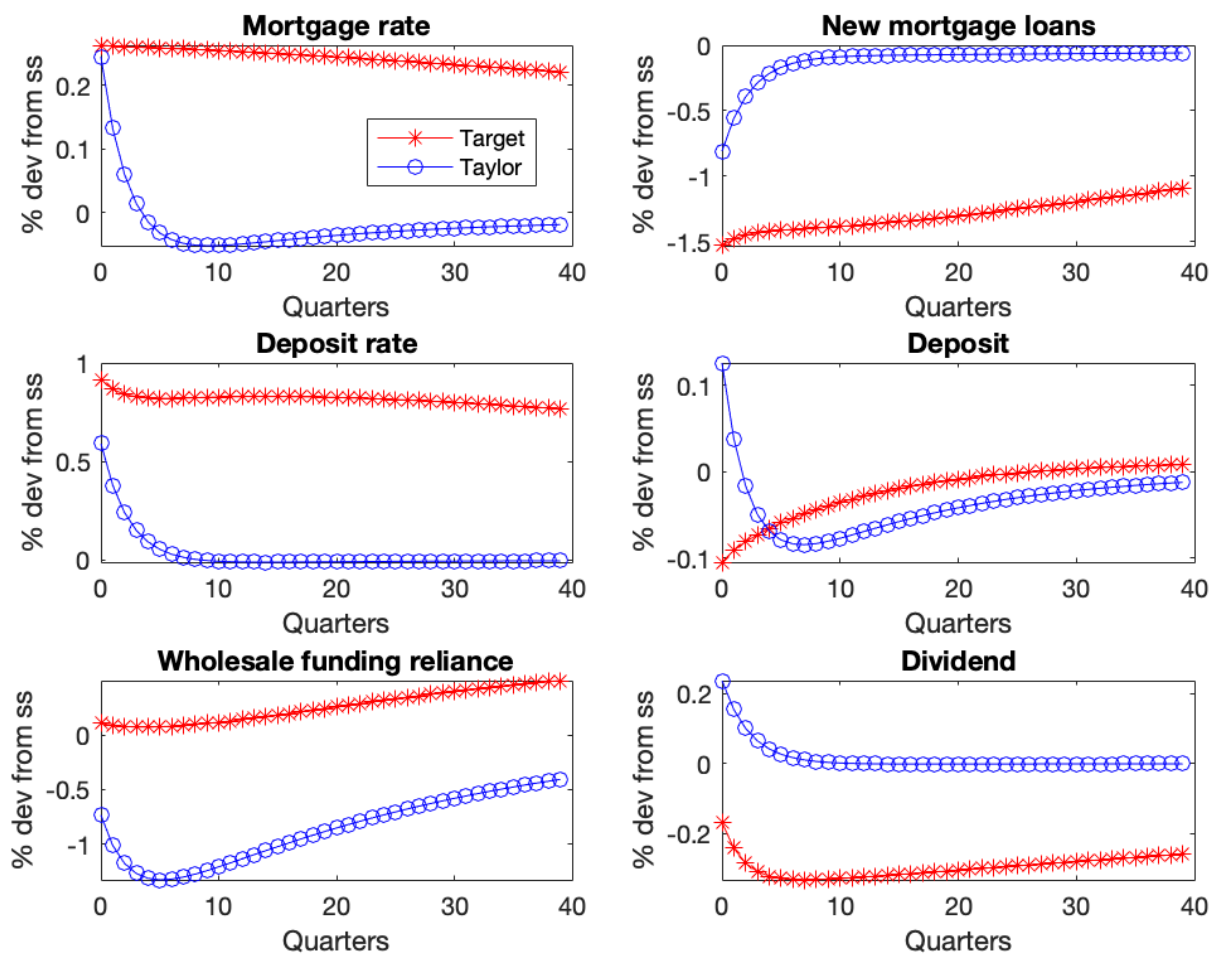 Mortgage rate
% dev from ss
0.2
0.1
0
Target
Taylor
0 10 20 30 40
Quarters
New mortgage loans
% dev from ss
0
-0.5
-1
-1.5
0 10 20 30 40
Quarters
Deposit rate
% dev from ss
1
0.5
0
0 10 20 30 40
Quarters
Deposit
% dev from ss
0.1
0
-0.1
0 10 20 30 40
Quarters
Wholesale funding reliance
% dev from ss
0
-0.5
-1
0 10 20 30 40
Quarters
Dividend
% dev from ss
0.2
0
-0.2
0 10 20 30 40
Quarters